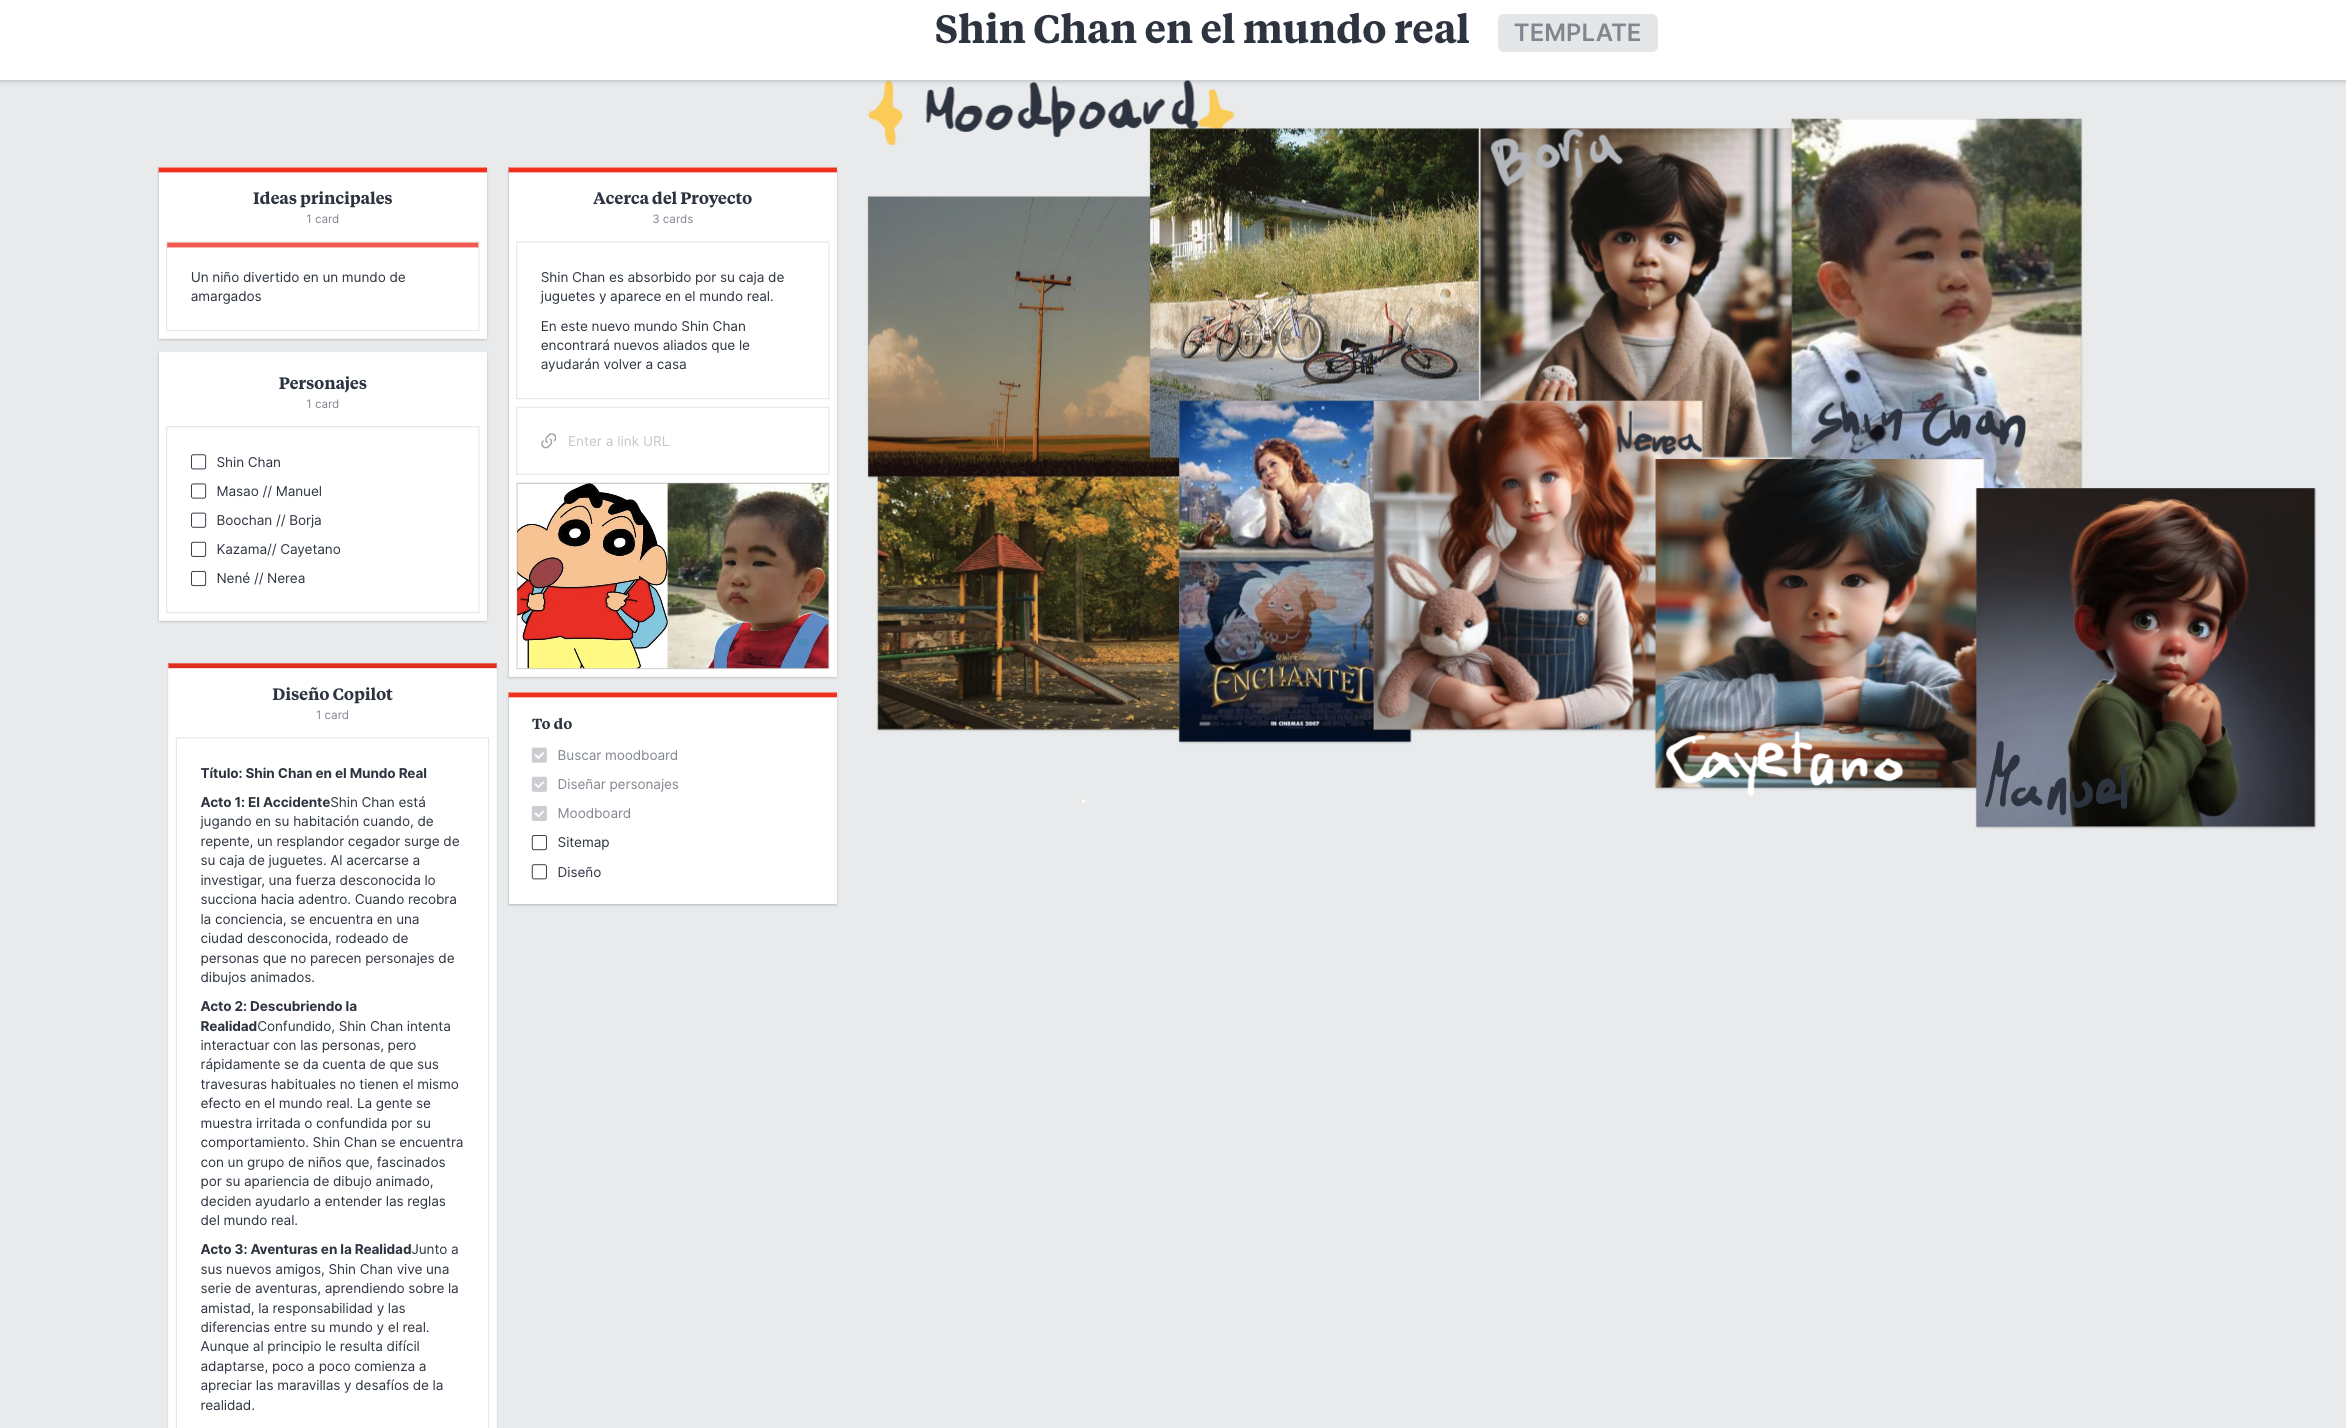 Shin Chan en el mundo real
TEMPLATE
Moodboard
Ideas principales
1 card
Un niño divertido en un mundo de
amargados
Personajes
1 card
Shin Chan
Masao // Manuel
Boochan // Borja
Kazama// Cayetano
Nené // Nerea
Diseño Copilot
1 card
Título: Shin Chan en el Mundo Real
Acto 1: El AccidenteShin Chan está
jugando en su habitación cuando, de
repente, un resplandor cegador surge de
su caja de juguetes. Al acercarse a
investigar, una fuerza desconocida lo
succiona hacia adentro. Cuando recobra
la conciencia, se encuentra en una
ciudad desconocida, rodeado de
personas que no parecen personajes de
dibujos animados.
Acto 2: Descubriendo la
RealidadConfundido, Shin Chan intenta
interactuar con las personas, pero
rápidamente se da cuenta de que sus
travesuras habituales no tienen el mismo
efecto en el mundo real. La gente se
muestra irritada o confundida por su
comportamiento. Shin Chan se encuentra
con un grupo de niños que, fascinados
por su apariencia de dibujo animado,
deciden ayudarlo a entender las reglas
del mundo real.
Acto 3: Aventuras en la RealidadJunto a
sus nuevos amigos, Shin Chan vive una
serie de aventuras, aprendiendo sobre la
amistad, la responsabilidad y las
diferencias entre su mundo y el real.
Aunque al principio le resulta difícil
adaptarse, poco a poco comienza a
apreciar las maravillas y desafíos de la
realidad.
Acerca del Proyecto
3 cards
Shin Chan es absorbido por su caja de
juguetes y aparece en el mundo real.
En este nuevo mundo Shin Chan
encontrará nuevos aliados que le
ayudarán volver a casa
Enter a link URL
To do
Buscar moodboard
Diseñar personajes
Moodboard
Sitemap
Diseño
Borja
Shin Chan
Nerea
ENCHANTED
IN CINEMAS 2007
Cayetano
Manuel